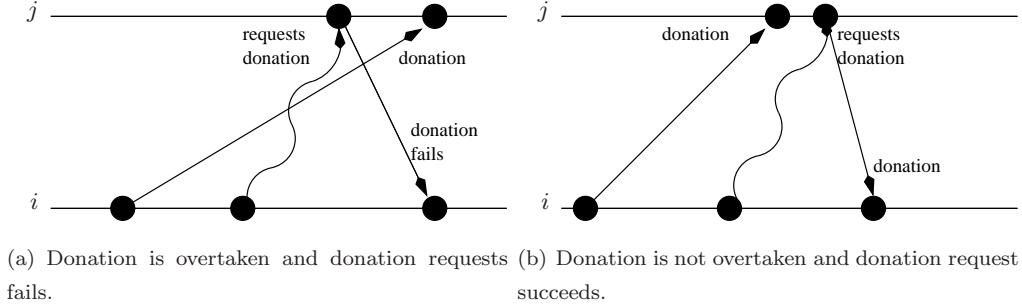 j
requests
donation
donation
donation
fails
i
(a) Donation is overtaken and donation requests
fails.
j
donation
requests
donation
donation
i
(b) Donation is not overtaken and donation request
succeeds.